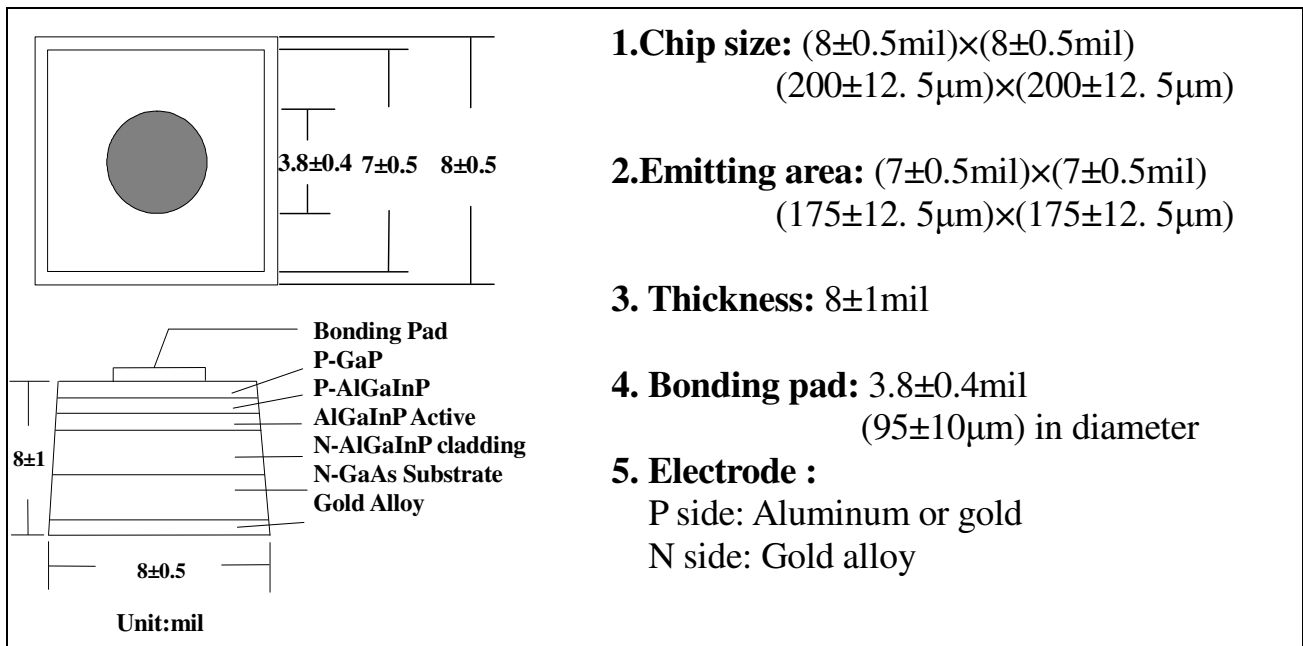 3.8±0.4 7±0.5 8±0.5
Bonding Pad
P-GaP
P-AlGaInP
AlGaInP Active
N-AlGaInP cladding
N-GaAs Substrate
Gold Alloy
8±1
8±0.5
Unit:mil
1.Chip size: (8±0.5mil)×(8±0.5mil)
(200±12. 5μm)×(200±12. 5μm)
2.Emitting area: (7±0.5mil)×(7±0.5mil)
(175±12. 5μm)×(175±12. 5μm)
3. Thickness: 8±1mil
4. Bonding pad: 3.8±0.4mil
(95±10μm) in diameter
5. Electrode :
P side: Aluminum or gold
N side: Gold alloy